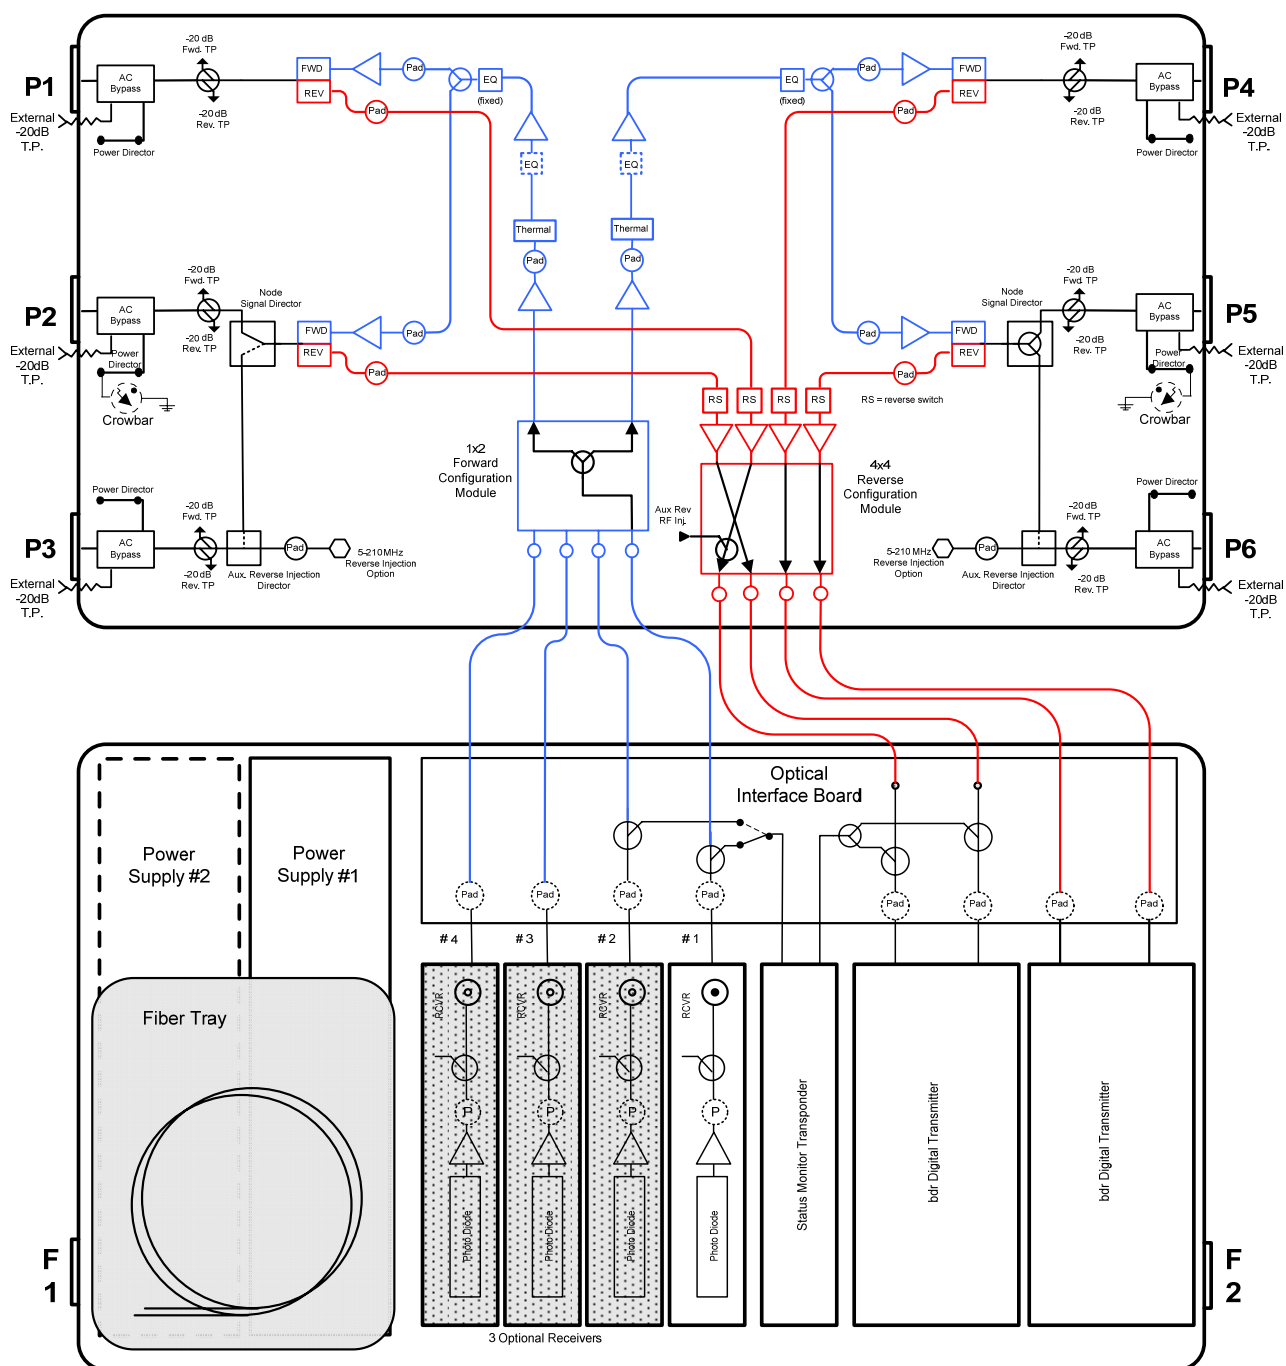 P1
AC
Bypass
External
-20dB
T.P.
Power Director
-20 dB
Fwd. TP
-20 dB
Rev. TP
FWD
REV
Pad
Pad
EQ
(fixed)
EQ
Thermal
Pad
EQ
(fixed)
EQ
Thermal
Pad
Pad
Pad
FWD
REV
-20 dB
Fwd. TP
-20 dB
Rev. TP
AC
Bypass
Power Director
P4
External
-20dB
T.P.
P2
AC
Bypass
External
-20dB
T.P.
Power
Director
Crowbar
-20 dB
Fwd. TP
-20 dB
Rev. TP
Node
Signal Director
FWD
REV
Pad
Pad
Pad
Pad
FWD
REV
Node
Signal Director
-20 dB
Fwd. TP
-20 dB
Rev. TP
AC
Bypass
Power
Director
Crowbar
P5
External
-20dB
T.P.
RS
RS
RS
RS
RS = reverse switch
1x2
Forward
Configuration
Module
4x4
Reverse
Configuration
Module
Aux Rev
RF Inj.
Power Director
P3
AC
Bypass
External
-20dB
T.P.
-20 dB
Fwd. TP
-20 dB
Rev. TP
Pad
Aux. Reverse Injection
Director
5-210 MHz
Reverse Injection
Option
5-210 MHz
Reverse Injection
Option
Pad
Aux. Reverse Injection
Director
-20 dB
Fwd. TP
-20 dB
Rev. TP
Power Director
AC
Bypass
P6
External
-20dB
T.P.
Power
Supply #2
Power
Supply #1
Optical
Interface Board
Pad
Pad
Pad
Pad
Pad
Pad
Pad
Pad
#4
#3
#2
#1
Fiber Tray
RCVR
P
Photo Diode
RCVR
P
Photo Diode
RCVR
P
Photo Diode
RCVR
P
Photo Diode
Status Monitor Transponder
bdr Digital Transmitter
bdr Digital Transmitter
3 Optional Receivers
F
1
F
2